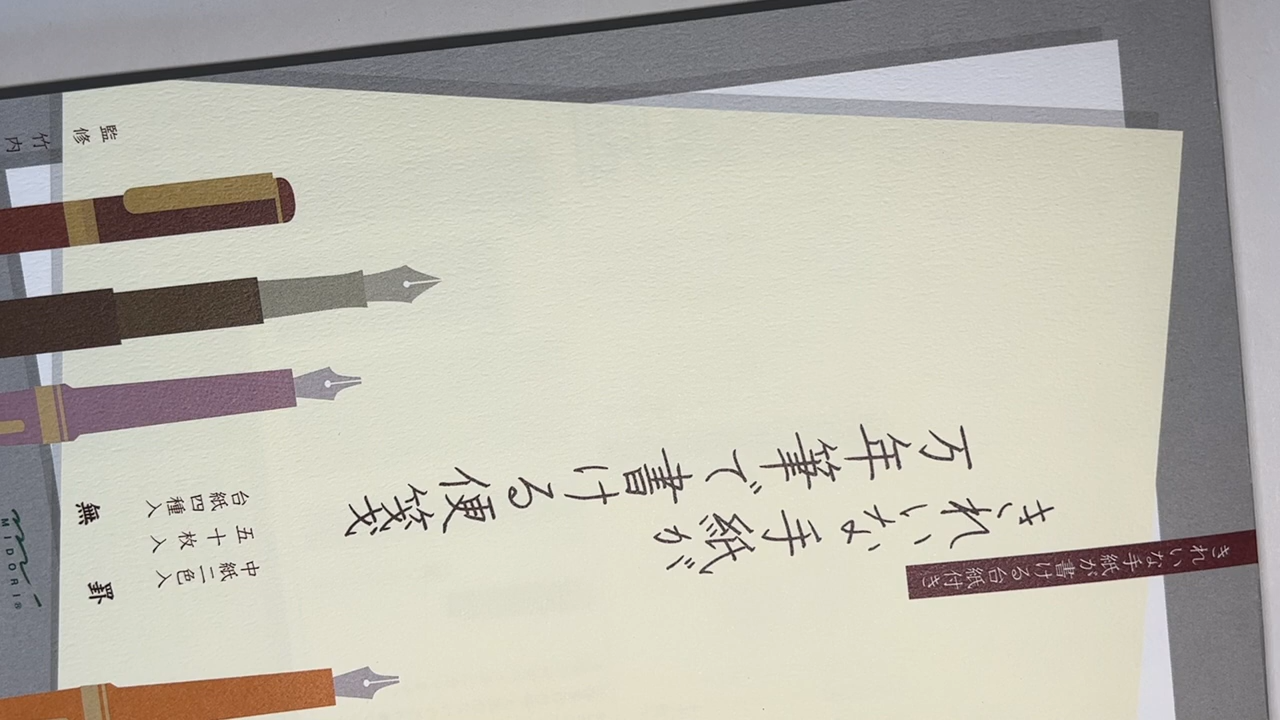 きれいな手紙が書ける台紙付き
きれいな手紙が
万年筆で書ける便箋
中紙二色入
五十枚入
台紙四種入
無罫
監修 竹内
MIDORI®